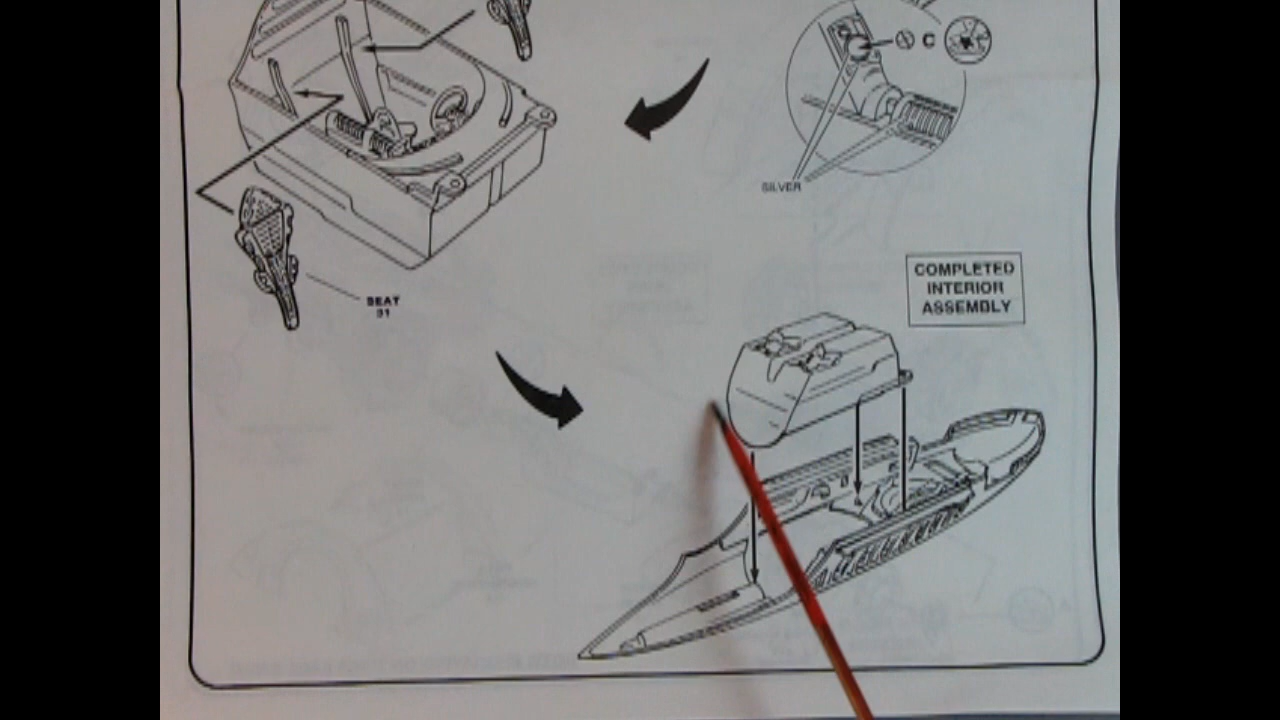 C
SILVER
COMPLETED
INTERIOR
ASSEMBLY
SEAT
31